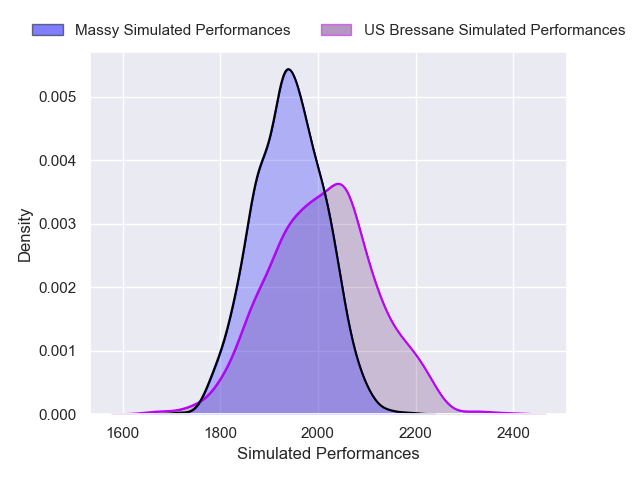 Massy Simulated Performances
US Bressane Simulated Performances
Density
0.005
0.004
0.003
0.002
0.001
0.000
1600
1800
2000
2200
2400
Simulated Performances